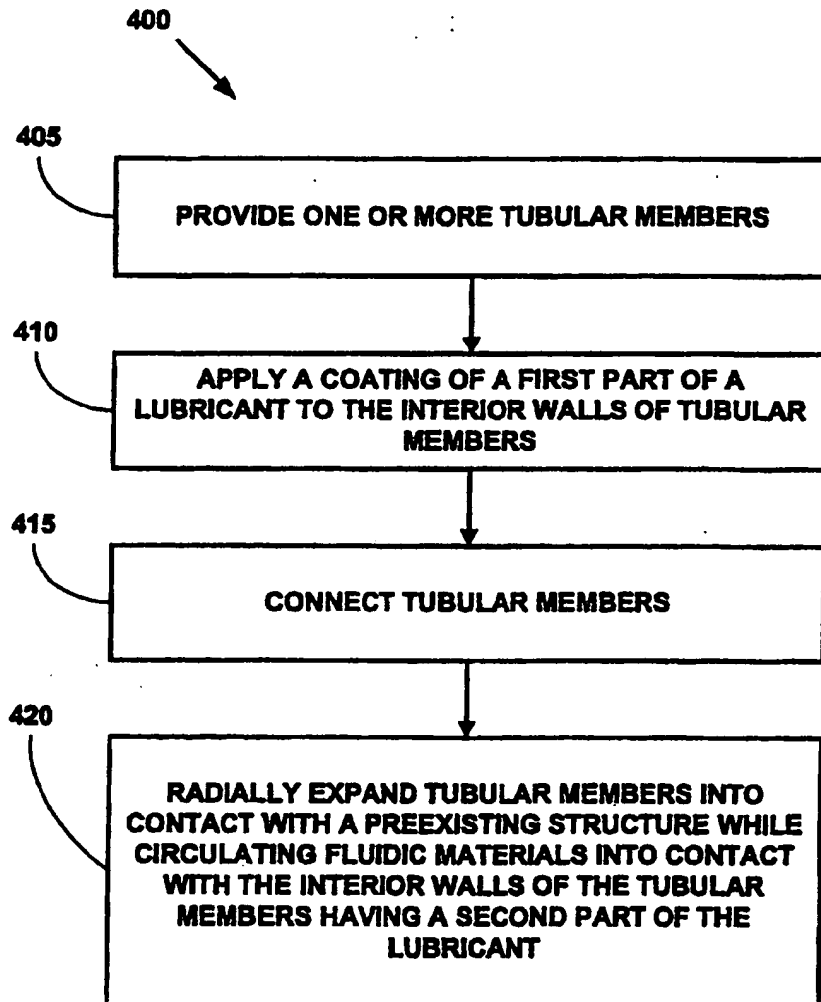 400
405
PROVIDE ONE OR MORE TUBULAR MEMBERS
410
APPLY A COATING OF A FIRST PART OF A
LUBRICANT TO THE INTERIOR WALLS OF TUBULAR
MEMBERS
415
CONNECT TUBULAR MEMBERS
420
RADIALLY EXPAND TUBULAR MEMBERS INTO
CONTACT WITH A PREEXISTING STRUCTURE WHILE
CIRCULATING FLUIDIC MATERIALS INTO CONTACT
WITH THE INTERIOR WALLS OF THE TUBULAR
MEMBERS HAVING A SECOND PART OF THE
LUBRICANT